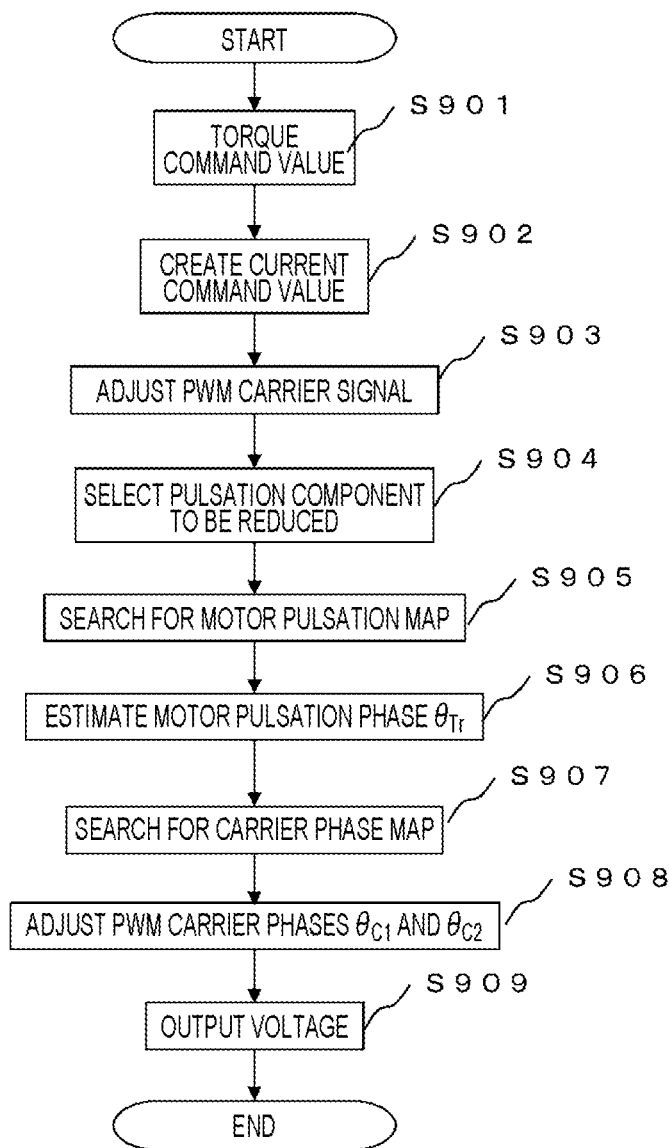 START
S901
TORQUE
COMMAND VALUE
S902
CREATE CURRENT
COMMAND VALUE
S903
ADJUST PWM CARRIER SIGNAL
S904
SELECT PULSATION COMPONENT
TO BE REDUCED
S905
SEARCH FOR MOTOR PULSATION MAP
S906
ESTIMATE MOTOR PULSATION PHASE θTr
S907
SEARCH FOR CARRIER PHASE MAP
S908
ADJUST PWM CARRIER PHASES θC1 AND θC2
S909
OUTPUT VOLTAGE
END